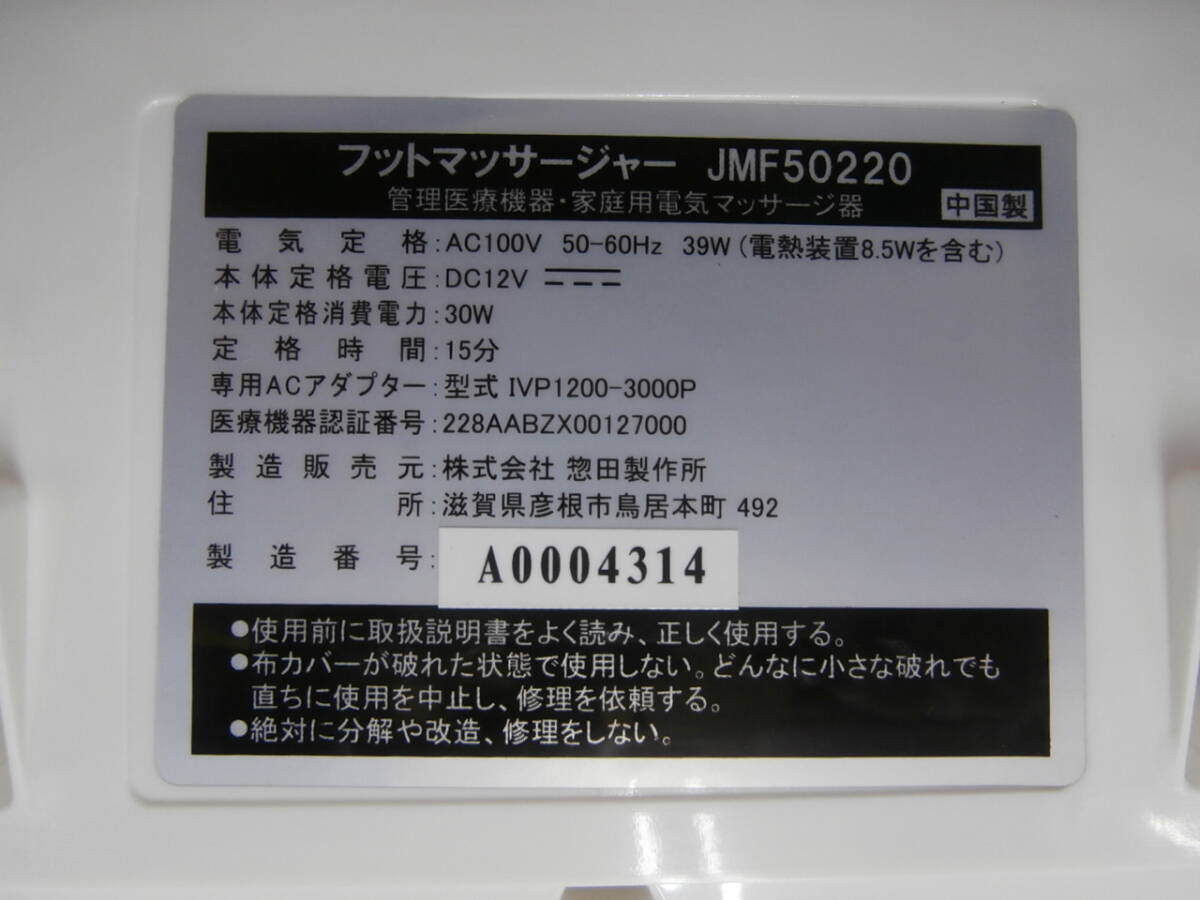 フットマッサージャー JMF50220
管理医療機器・家庭用電気マッサージ器 中国製
電気定格:AC100V 50-60Hz 39W(電熱装置8.5Wを含む)
本体定格電圧:DC12V
本体定格消費電力:30W
定格時間:15分
専用ACアダプター:型式 IVP1200-3000P
医療機器認証番号:228AABZX00127000
製造販売元:株式会社 惣田製作所
住所:滋賀県彦根市鳥居本町 492
製造番号:A0004314
●使用前に取扱説明書をよく読み、正しく使用する。
●布カバーが破れた状態で使用しない。どんなに小さな破れでも
直ちに使用を中止し、修理を依頼する。
●絶対に分解や改造、修理をしない。